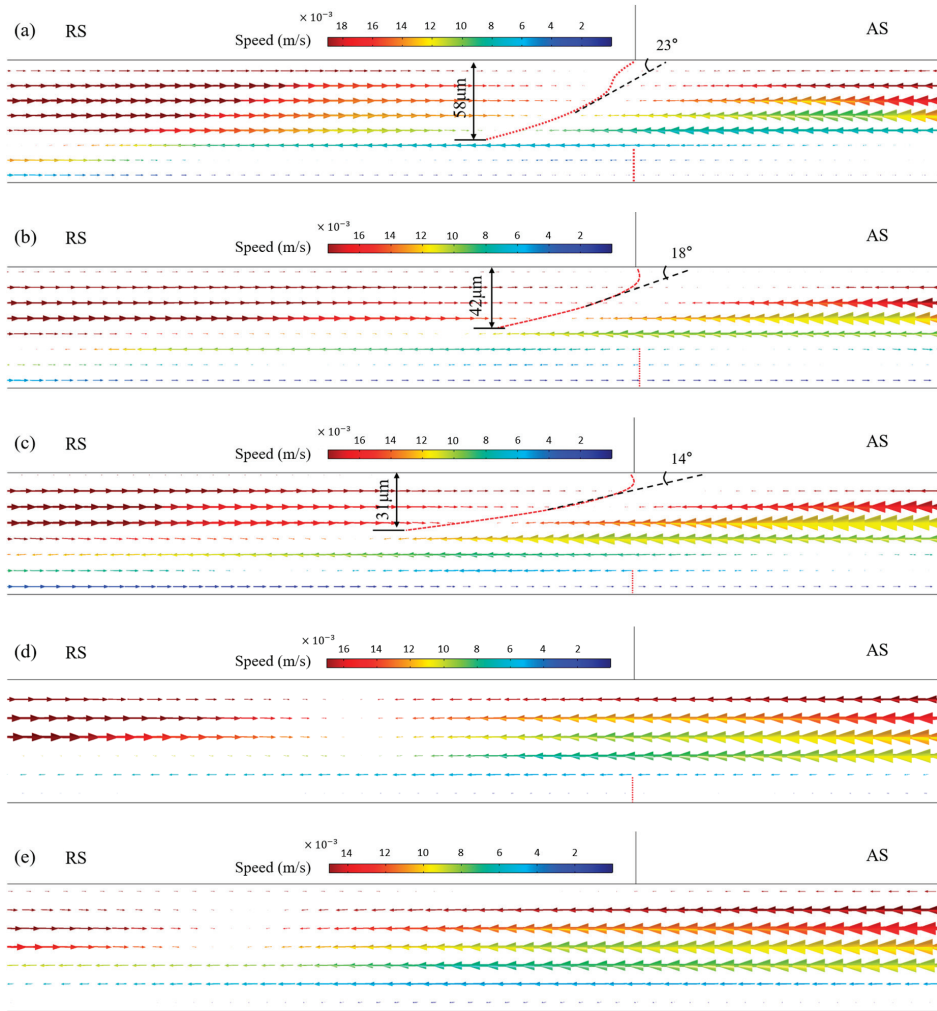 (a) RS × 10⁻³ AS
Speed (m/s) 18 16 14 12 10 8 6 4 2
23°
58μm
(b) RS × 10⁻³ AS
Speed (m/s) 16 14 12 10 8 6 4 2
18°
42μm
(c) RS × 10⁻³ AS
Speed (m/s) 16 14 12 10 8 6 4 2
14°
31μm
(d) RS × 10⁻³ AS
Speed (m/s) 16 14 12 10 8 6 4 2
(e) RS × 10⁻³ AS
Speed (m/s) 14 12 10 8 6 4 2